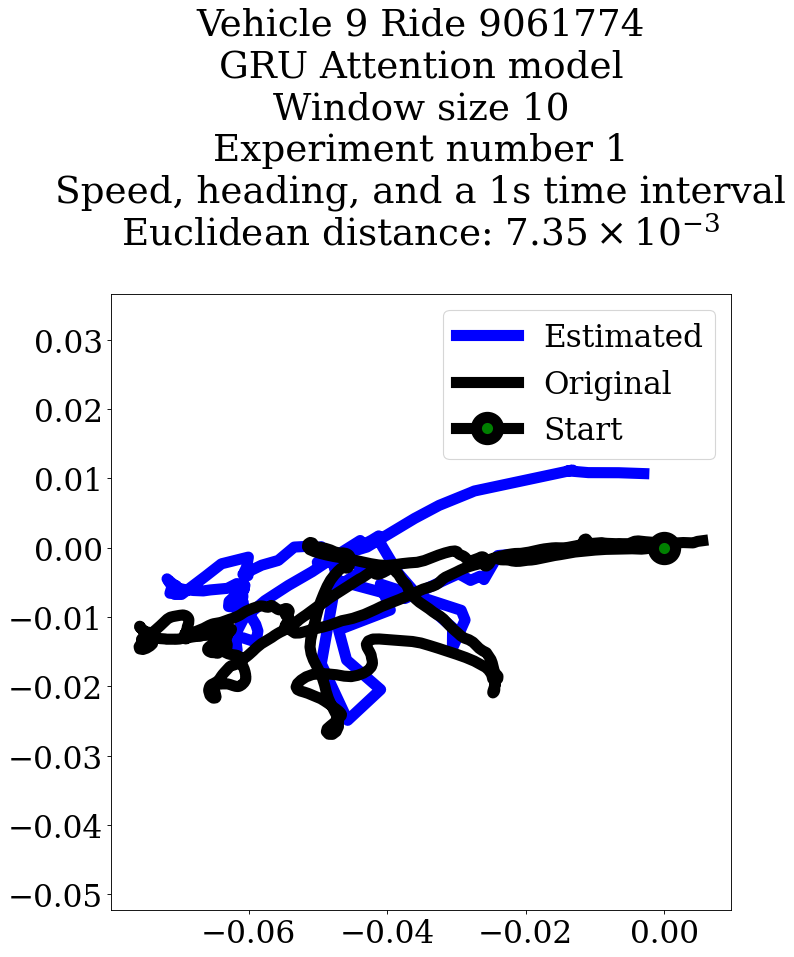 Vehicle 9 Ride 9061774
GRU Attention model
Window size 10
Experiment number 1
Speed, heading, and a 1s time interval
Euclidean distance: 7.35 × 10⁻³
Estimated
Original
Start
0.03
0.02
0.01
0.00
−0.01
−0.02
−0.03
−0.04
−0.05
−0.06 −0.04 −0.02 0.00